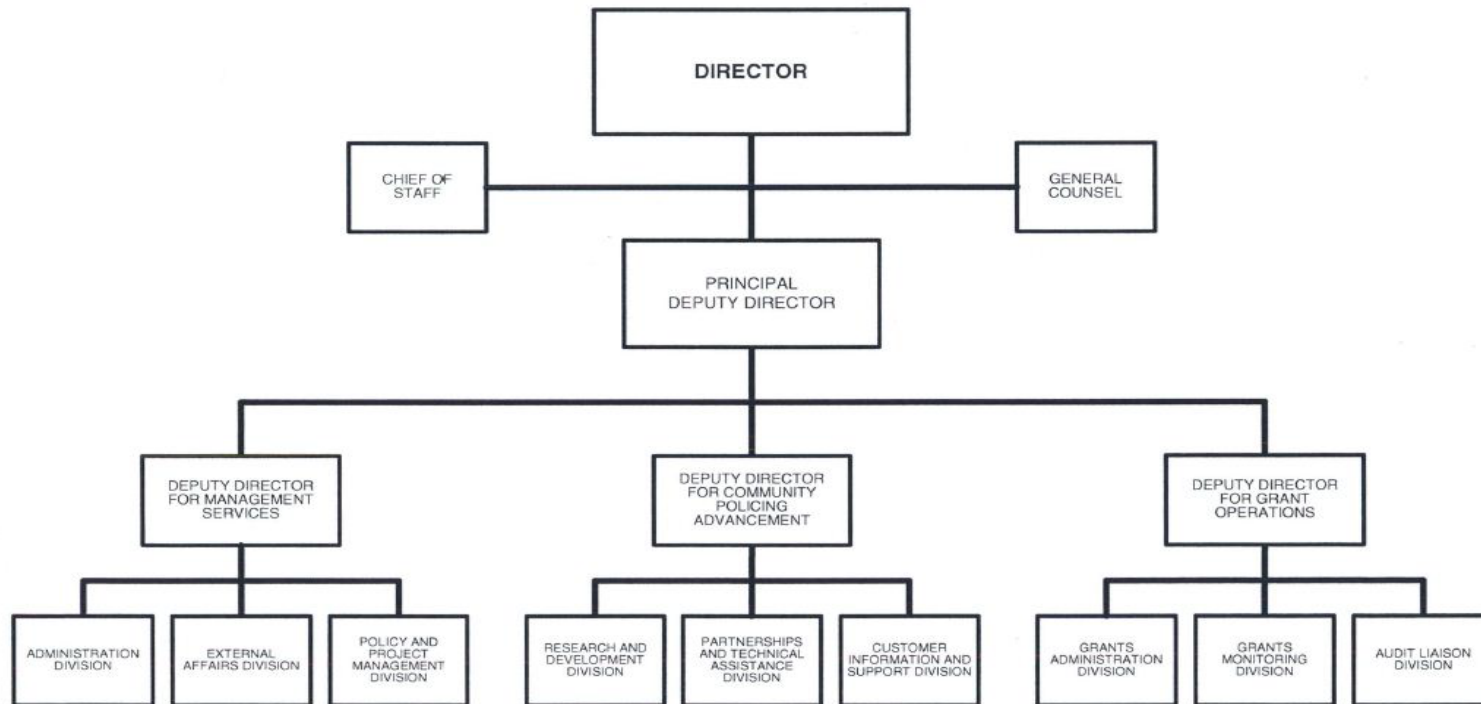 DIRECTOR
CHIEF OF
STAFF
GENERAL
COUNSEL
PRINCIPAL
DEPUTY DIRECTOR
DEPUTY DIRECTOR
FOR MANAGEMENT
SERVICES
DEPUTY DIRECTOR
FOR COMMUNITY
POLICING
ADVANCEMENT
DEPUTY DIRECTOR
FOR GRANT
OPERATIONS
ADMINISTRATION
DIVISION
EXTERNAL
AFFAIRS DIVISION
POLICY AND
PROJECT
MANAGEMENT
DIVISION
RESEARCH AND
DEVELOPMENT
DIVISION
PARTNERSHIPS
AND TECHNICAL
ASSISTANCE
DIVISION
CUSTOMER
INFORMATION AND
SUPPORT DIVISION
GRANTS
ADMINISTRATION
DIVISION
GRANTS
MONITORING
DIVISION
AUDIT LIAISON
DIVISION